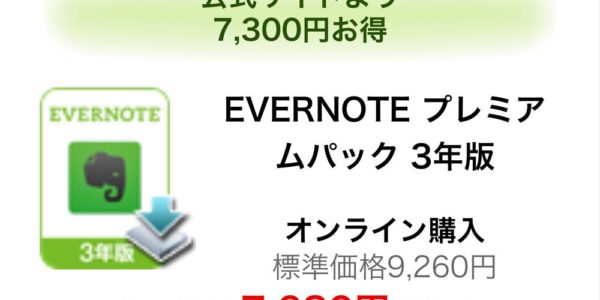 7,300円お得
EVERNOTE
3年版
EVERNOTE プレミア
ムパック 3年版
オンライン購入
標準価格9,260円